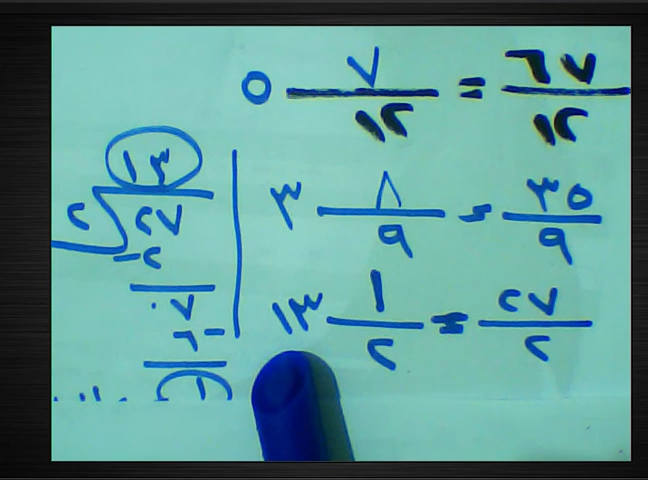 ٥ ٧/١٢ = ٦٧/١٢
٣ ٨/٩ = ٣٥/٩
١٣ ١/٢ = ٢٧/٢
١٣
٢ ٢٧
-٢
٠٧
-٦
١